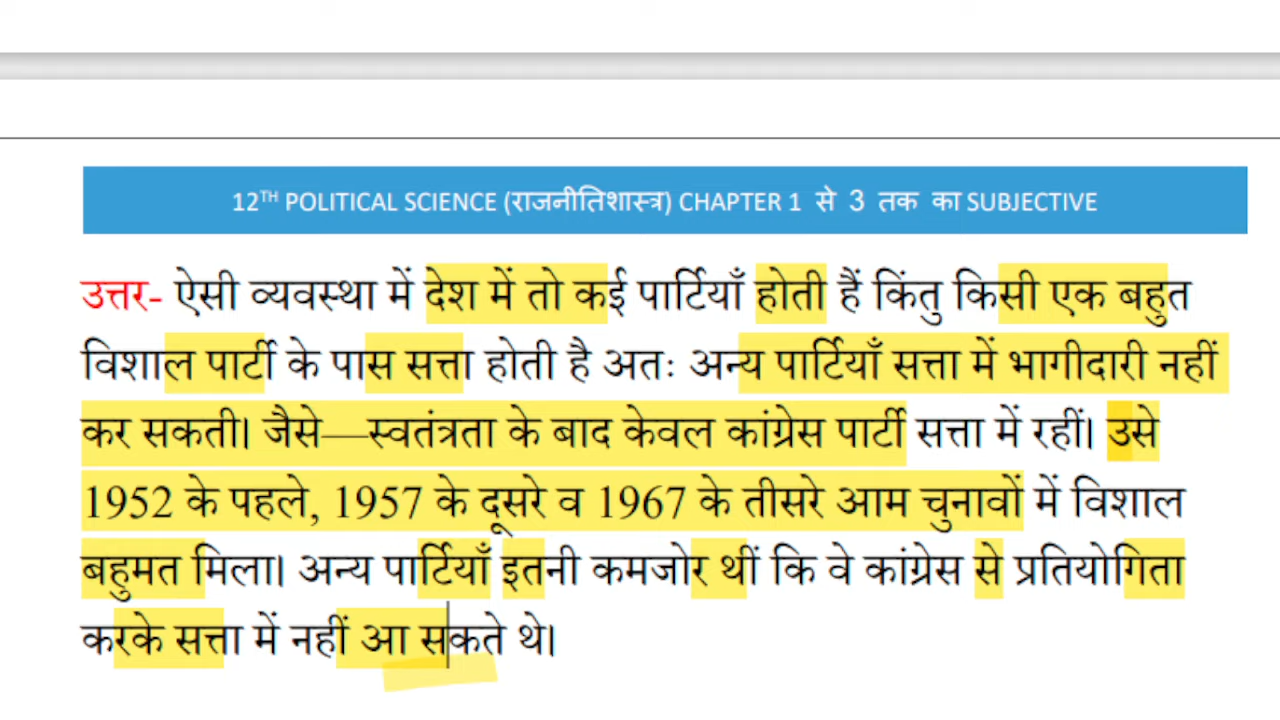 12TH POLITICAL SCIENCE (राजनीतिशास्त्र) CHAPTER 1 से 3 तक का SUBJECTIVE
उत्तर- ऐसी व्यवस्था में देश में तो कई पार्टियाँ होती हैं किंतु किसी एक बहुत
विशाल पार्टी के पास सत्ता होती है अतः अन्य पार्टियाँ सत्ता में भागीदारी नहीं
कर सकती। जैसे—स्वतंत्रता के बाद केवल कांग्रेस पार्टी सत्ता में रहीं। उसे
1952 के पहले, 1957 के दूसरे व 1967 के तीसरे आम चुनावों में विशाल
बहुमत मिला। अन्य पार्टियाँ इतनी कमजोर थीं कि वे कांग्रेस से प्रतियोगिता
करके सत्ता में नहीं आ सकते थे।